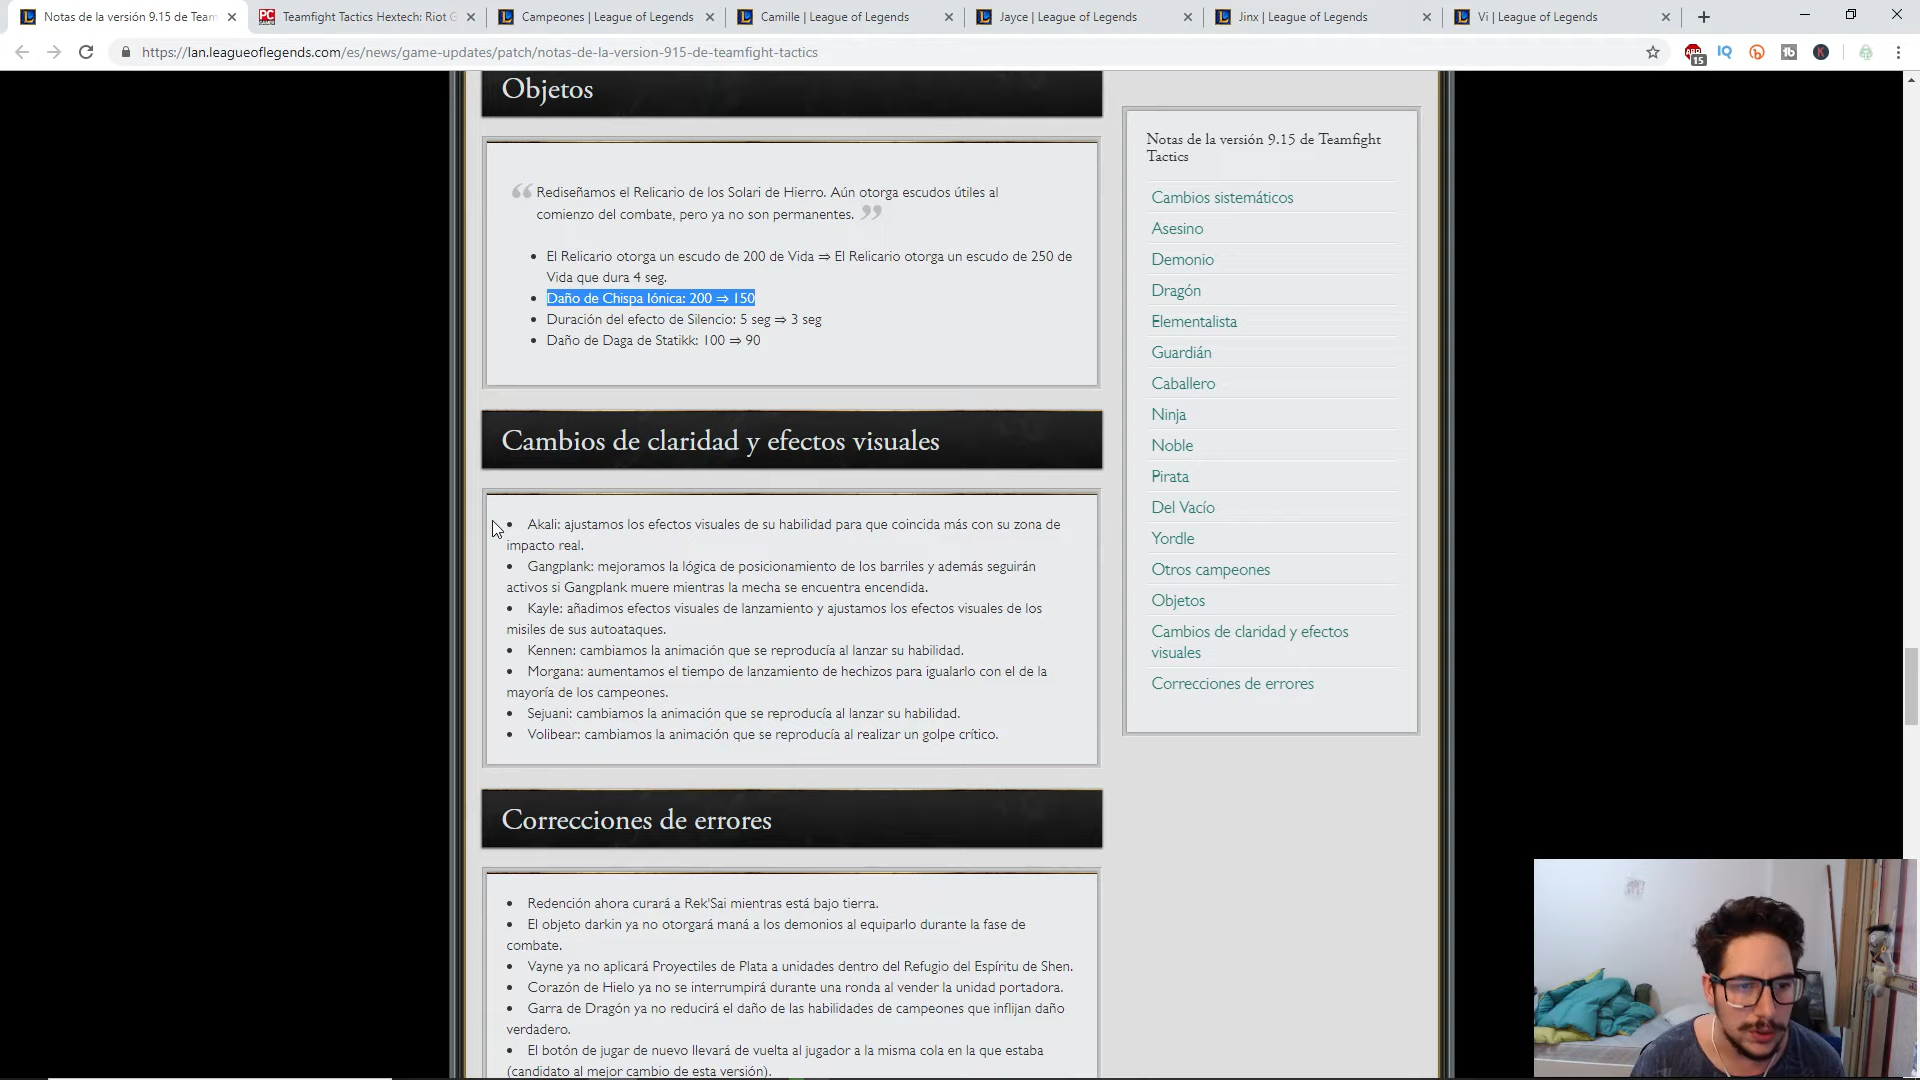 Notas de la versión 9.15 de Team
Teamfight Tactics Hextech: Riot G
Campeones | League of Legends
Camille | League of Legends
Jayce | League of Legends
Jinx | League of Legends
Vi | League of Legends
https://lan.leagueoflegends.com/es/news/game-updates/patch/notas-de-la-version-915-de-teamfight-tactics
15
Objetos
“ Rediseñamos el Relicario de los Solari de Hierro. Aún otorga escudos útiles al
comienzo del combate, pero ya no son permanentes. ”
• El Relicario otorga un escudo de 200 de Vida ⇒ El Relicario otorga un escudo de 250 de
Vida que dura 4 seg.
• Daño de Chispa Iónica: 200 ⇒ 150
• Duración del efecto de Silencio: 5 seg ⇒ 3 seg
• Daño de Daga de Statikk: 100 ⇒ 90
Cambios de claridad y efectos visuales
• Akali: ajustamos los efectos visuales de su habilidad para que coincida más con su zona de
impacto real.
• Gangplank: mejoramos la lógica de posicionamiento de los barriles y además seguirán
activos si Gangplank muere mientras la mecha se encuentra encendida.
• Kayle: añadimos efectos visuales de lanzamiento y ajustamos los efectos visuales de los
misiles de sus autoataques.
• Kennen: cambiamos la animación que se reproducía al lanzar su habilidad.
• Morgana: aumentamos el tiempo de lanzamiento de hechizos para igualarlo con el de la
mayoría de los campeones.
• Sejuani: cambiamos la animación que se reproducía al lanzar su habilidad.
• Volibear: cambiamos la animación que se reproducía al realizar un golpe crítico.
Correcciones de errores
• Redención ahora curará a Rek'Sai mientras está bajo tierra.
• El objeto darkin ya no otorgará maná a los demonios al equiparlo durante la fase de
combate.
• Vayne ya no aplicará Proyectiles de Plata a unidades dentro del Refugio del Espíritu de Shen.
• Corazón de Hielo ya no se interrumpirá durante una ronda al vender la unidad portadora.
• Garra de Dragón ya no reducirá el daño de las habilidades de campeones que inflijan daño
verdadero.
• El botón de jugar de nuevo llevará de vuelta al jugador a la misma cola en la que estaba
(candidato al mejor cambio de esta versión).
Notas de la versión 9.15 de Teamfight
Tactics
Cambios sistemáticos
Asesino
Demonio
Dragón
Elementalista
Guardián
Caballero
Ninja
Noble
Pirata
Del Vacío
Yordle
Otros campeones
Objetos
Cambios de claridad y efectos
visuales
Correcciones de errores